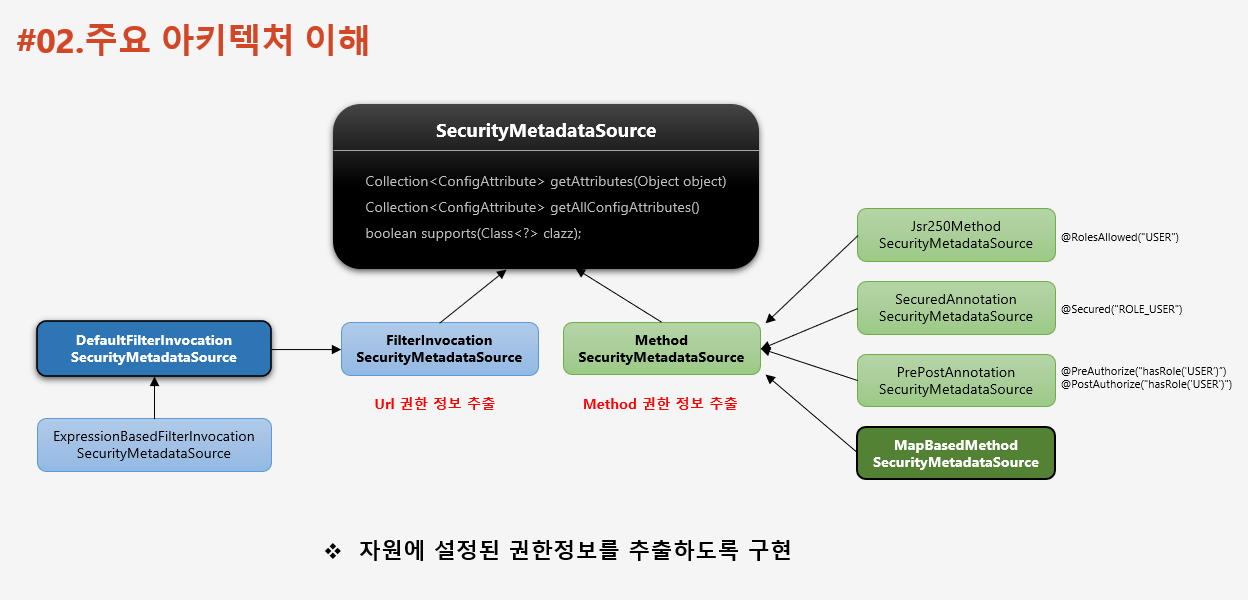 #02.주요 아키텍처 이해
SecurityMetadataSource
Collection<ConfigAttribute> getAttributes(Object object)
Collection<ConfigAttribute> getAllConfigAttributes()
boolean supports(Class<?> clazz);
DefaultFilterInvocation
SecurityMetadataSource
ExpressionBasedFilterInvocation
SecurityMetadataSource
FilterInvocation
SecurityMetadataSource
Url 권한 정보 추출
Method
SecurityMetadataSource
Method 권한 정보 추출
Jsr250Method
SecurityMetadataSource
@RolesAllowed("USER")
SecuredAnnotation
SecurityMetadataSource
@Secured("ROLE_USER")
PrePostAnnotation
SecurityMetadataSource
@PreAuthorize("hasRole('USER')")
@PostAuthorize("hasRole('USER')")
MapBasedMethod
SecurityMetadataSource
❖ 자원에 설정된 권한정보를 추출하도록 구현